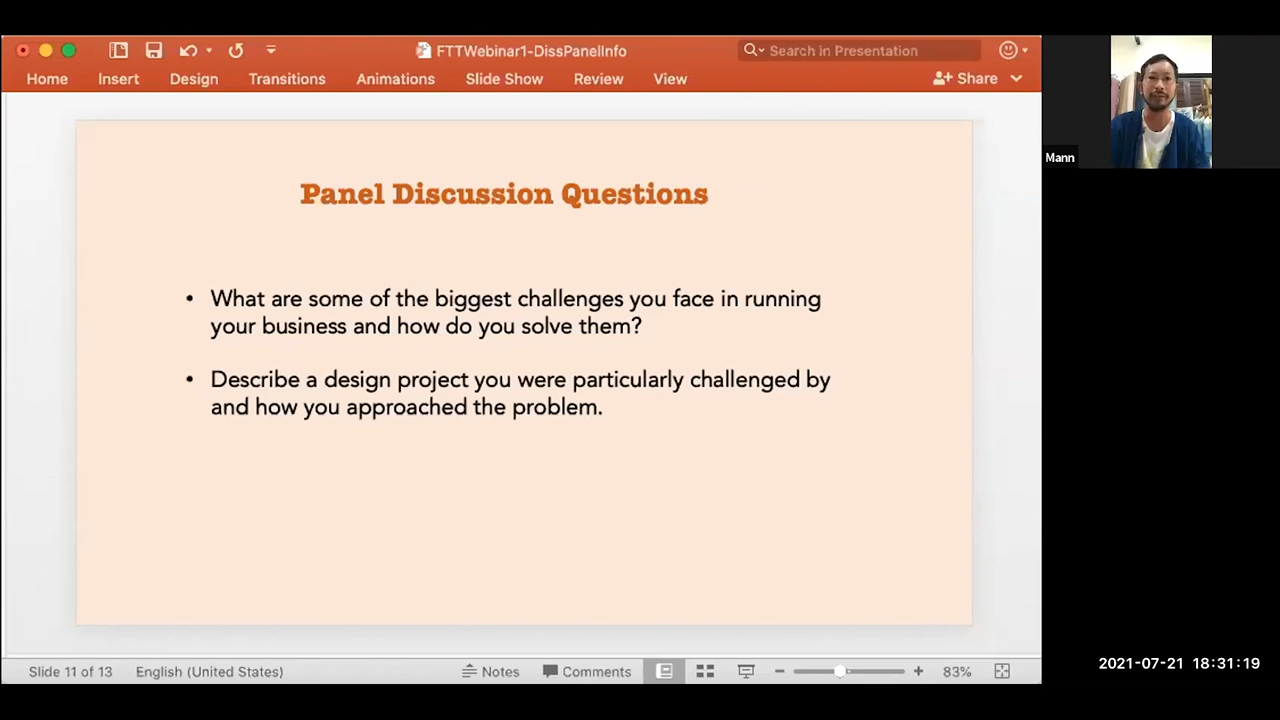 FTTWebinar1-DissPanelInfo
Search in Presentation
Home Insert Design Transitions Animations Slide Show Review View Share
Mann
Panel Discussion Questions
• What are some of the biggest challenges you face in running
your business and how do you solve them?
• Describe a design project you were particularly challenged by
and how you approached the problem.
Slide 11 of 13 English (United States) Notes Comments 83%
2021-07-21 18:31:19